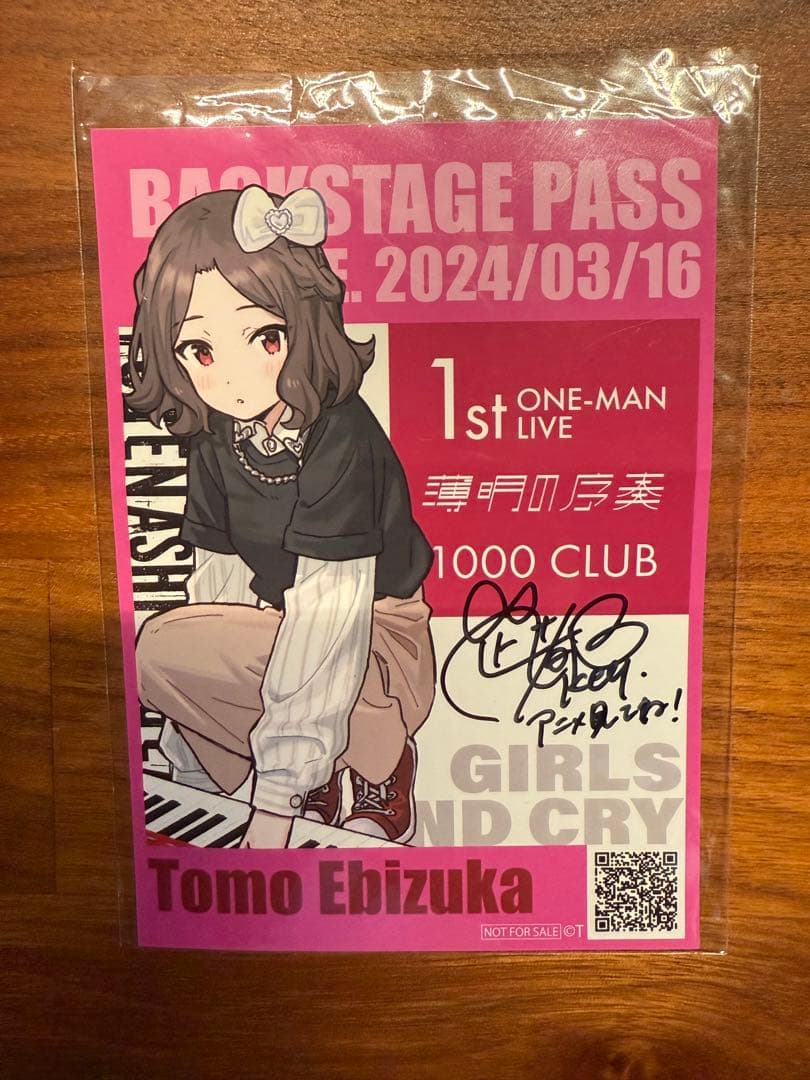 BACKSTAGE PASS
E. 2024/03/16
1st ONE-MAN
LIVE
薄明の序奏
1000 CLUB
アニメ見てね!
GIRLS
ND CRY
Tomo Ebizuka
NOT FOR SALE ©T